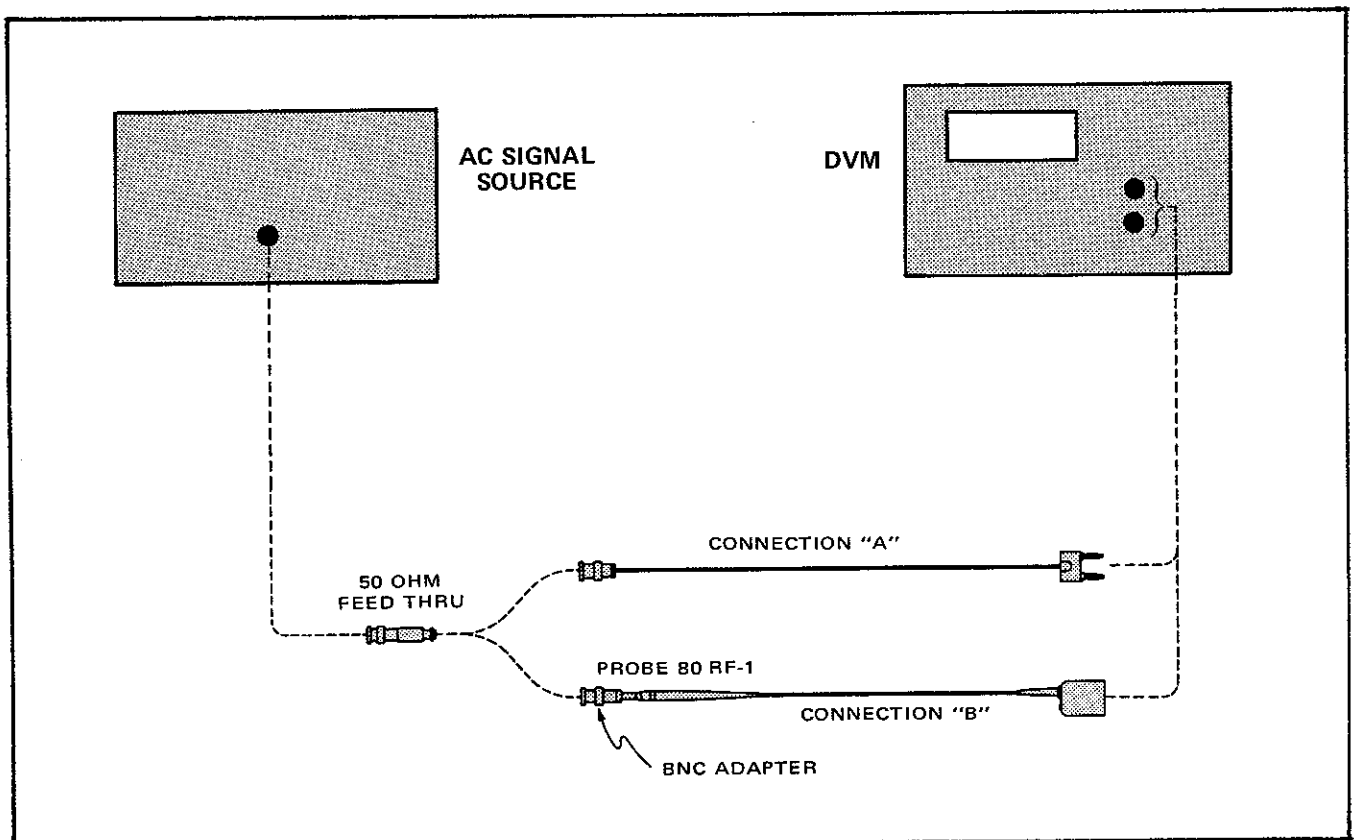 AC SIGNAL
SOURCE
DVM
CONNECTION "A"
50 OHM
FEED THRU
PROBE 80 RF-1
CONNECTION "B"
BNC ADAPTER